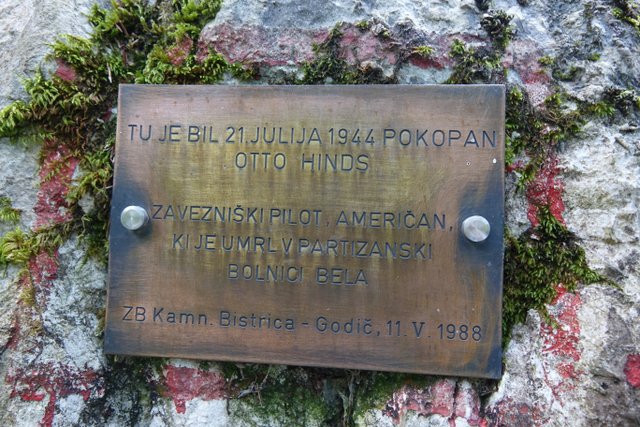 TU JE BIL 21. JULIJA 1944 POKOPAN
OTTO HINDS
ZAVEZNIŠKI PILOT, AMERIČAN,
KI JE UMRL V PARTIZANSKI
BOLNICI BELA
ZB Kamn. Bistrica - Godič, 11. V. 1988